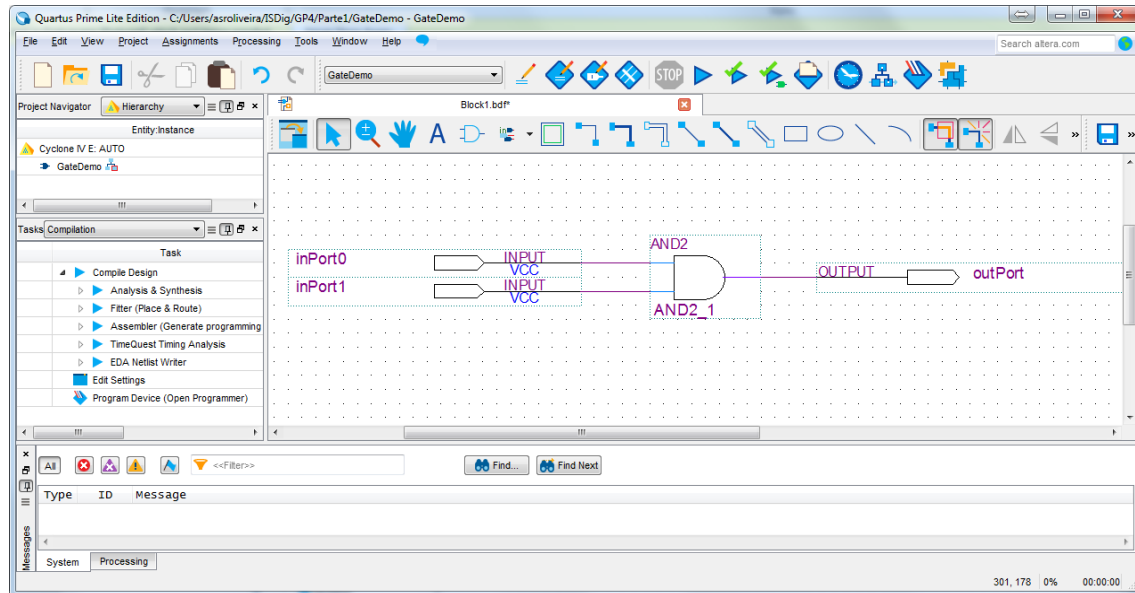 Quartus Prime Lite Edition - C:/Users/asroliveira/ISDig/GP4/Parte1/GateDemo - GateDemo
File Edit View Project Assignments Processing Tools Window Help
Search altera.com
GateDemo
STOP
Project Navigator Hierarchy
Block1.bdf*
Entity:Instance
Cyclone IV E: AUTO
GateDemo
A
Tasks Compilation
Task
Compile Design
Analysis & Synthesis
Fitter (Place & Route)
Assembler (Generate programming
TimeQuest Timing Analysis
EDA Netlist Writer
Edit Settings
Program Device (Open Programmer)
AND2
inPort0 INPUT
VCC
OUTPUT outPort
inPort1 INPUT
VCC
AND2_1
All <<Filter>> Find... Find Next
Type ID Message
Messages
System Processing
301, 178 0% 00:00:00